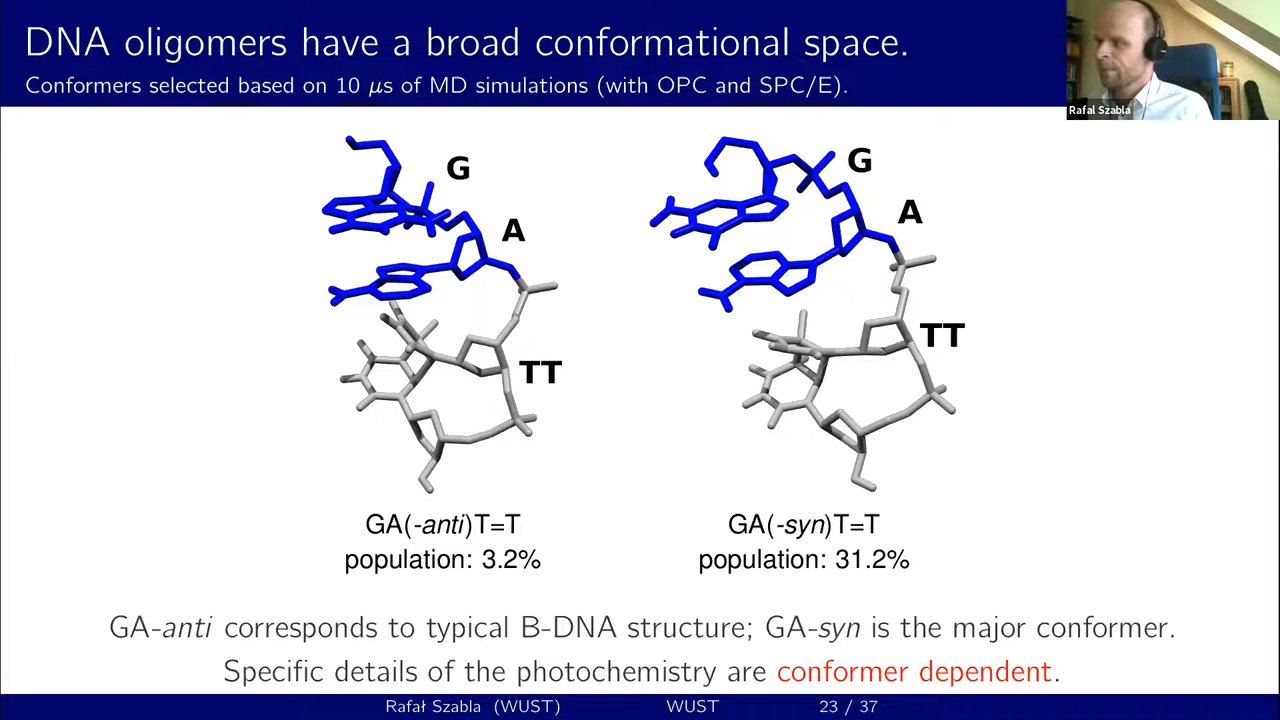 DNA oligomers have a broad conformational space.
Conformers selected based on 10 μs of MD simulations (with OPC and SPC/E).
Rafal Szabla
G
A
TT
G
A
TT
GA(-anti)T=T
population: 3.2%
GA(-syn)T=T
population: 31.2%
GA-anti corresponds to typical B-DNA structure; GA-syn is the major conformer.
Specific details of the photochemistry are conformer dependent.
Rafał Szabla (WUST) WUST 23 / 37